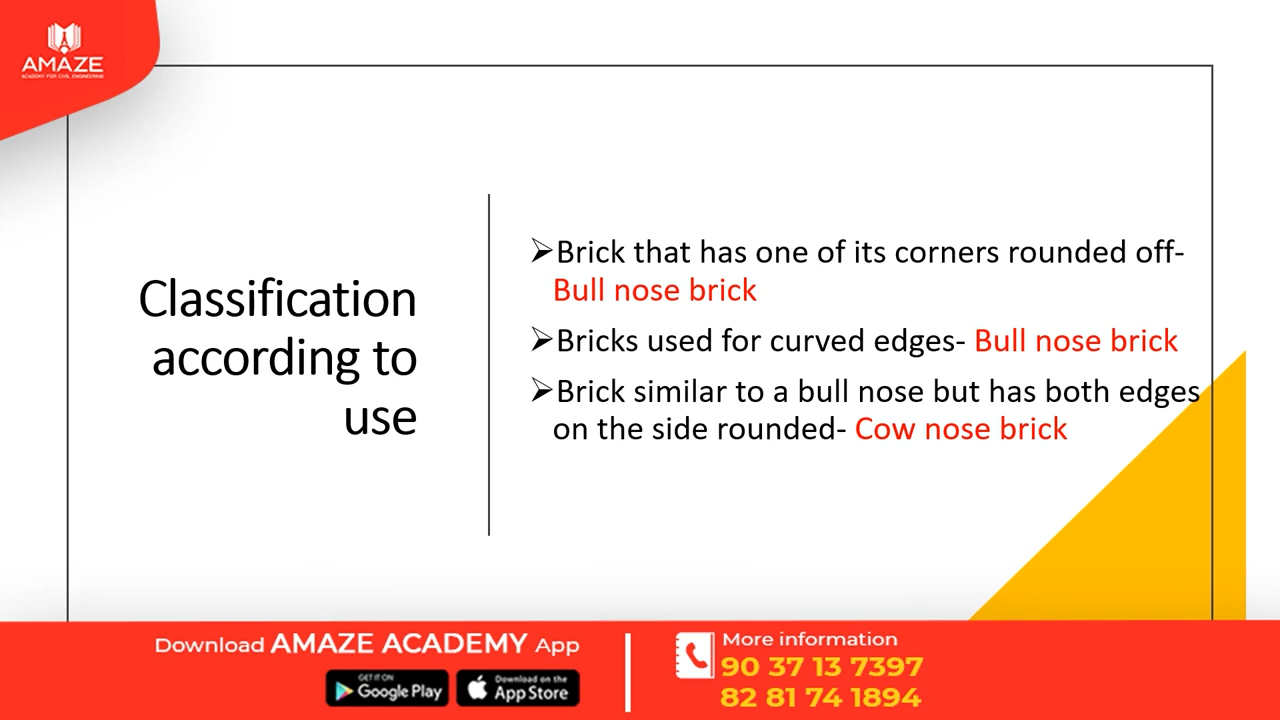 AMAZE
ACADEMY FOR CIVIL ENGINEERING
Classification
according to
use
➢Brick that has one of its corners rounded off-
Bull nose brick
➢Bricks used for curved edges- Bull nose brick
➢Brick similar to a bull nose but has both edges
on the side rounded- Cow nose brick
Download AMAZE ACADEMY App
GET IT ON
Google Play
Download on the
App Store
More information
90 37 13 7397
82 81 74 1894